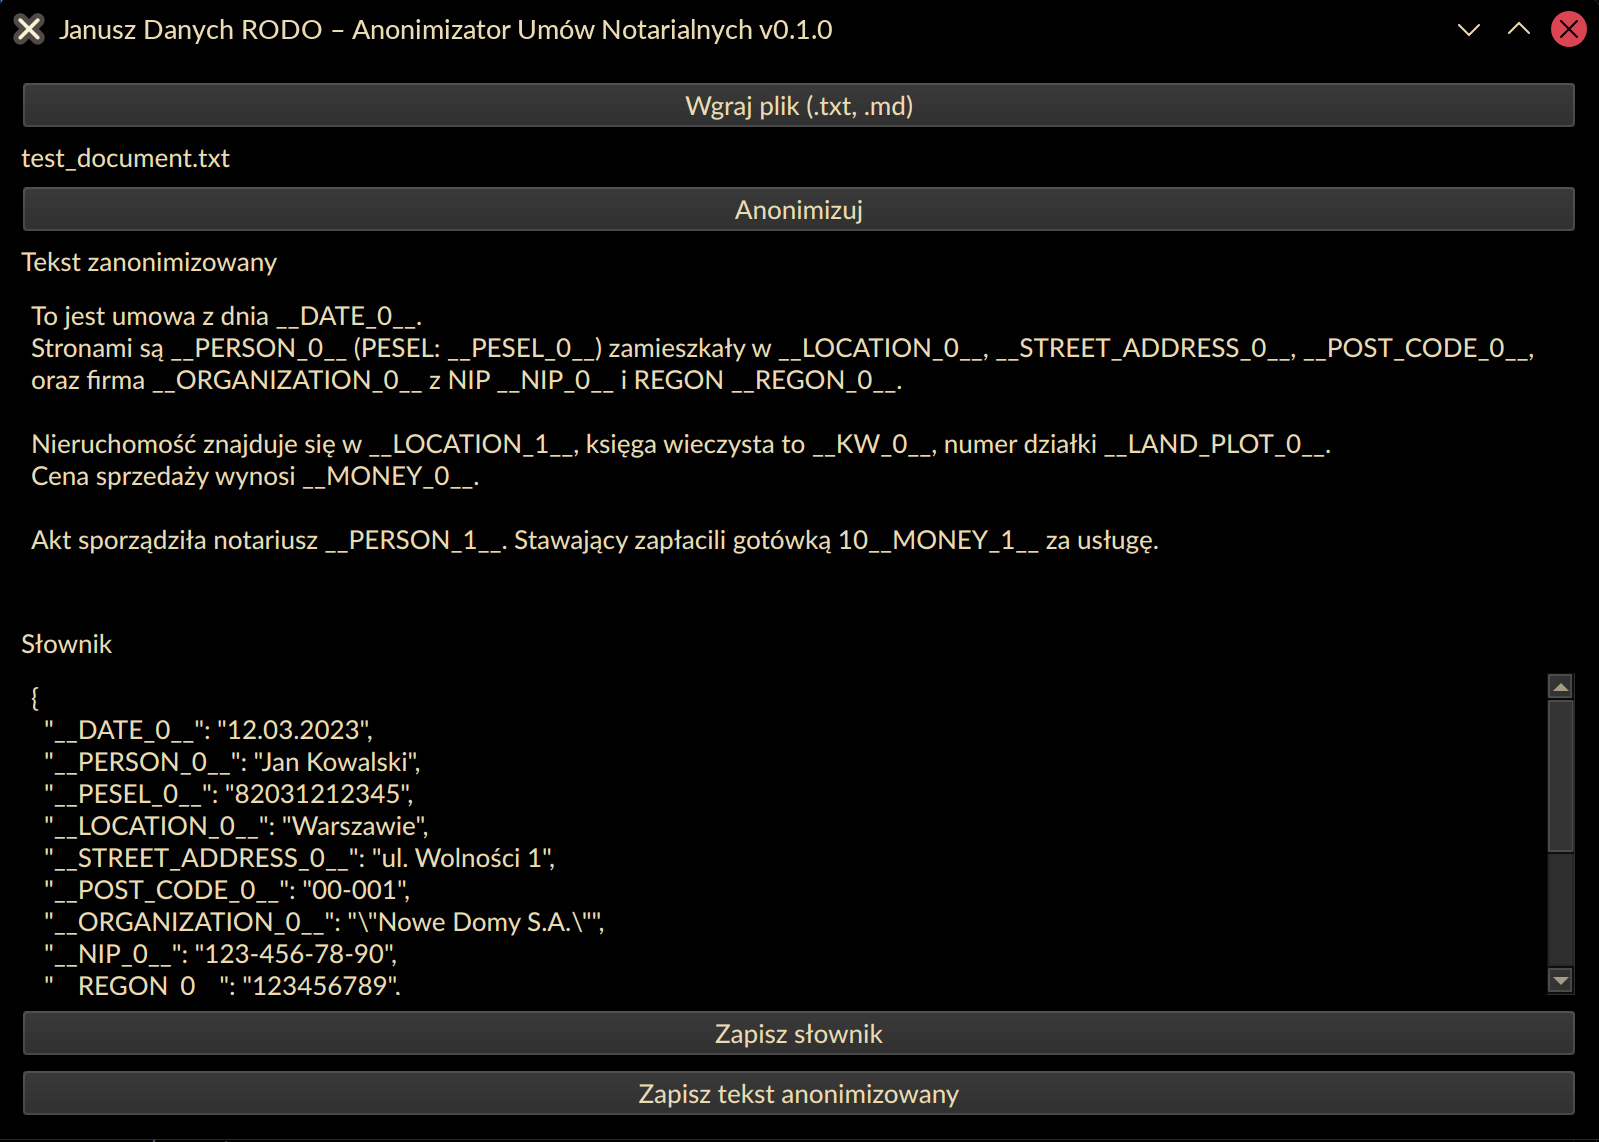 Janusz Danych RODO – Anonimizator Umów Notarialnych v0.1.0
Wgraj plik (.txt, .md)
test_document.txt
Anonimizuj
Tekst zanonimizowany
To jest umowa z dnia __DATE_0__.
Stronami są __PERSON_0__ (PESEL: __PESEL_0__) zamieszkały w __LOCATION_0__, __STREET_ADDRESS_0__, __POST_CODE_0__,
oraz firma __ORGANIZATION_0__ z NIP __NIP_0__ i REGON __REGON_0__.
Nieruchomość znajduje się w __LOCATION_1__, księga wieczysta to __KW_0__, numer działki __LAND_PLOT_0__.
Cena sprzedaży wynosi __MONEY_0__.
Akt sporządziła notariusz __PERSON_1__. Stawający zapłacili gotówką 10__MONEY_1__ za usługę.
Słownik
{
"__DATE_0__": "12.03.2023",
"__PERSON_0__": "Jan Kowalski",
"__PESEL_0__": "82031212345",
"__LOCATION_0__": "Warszawie",
"__STREET_ADDRESS_0__": "ul. Wolności 1",
"__POST_CODE_0__": "00-001",
"__ORGANIZATION_0__": "\"Nowe Domy S.A.\"",
"__NIP_0__": "123-456-78-90",
"__REGON_0__": "123456789",
Zapisz słownik
Zapisz tekst anonimizowany